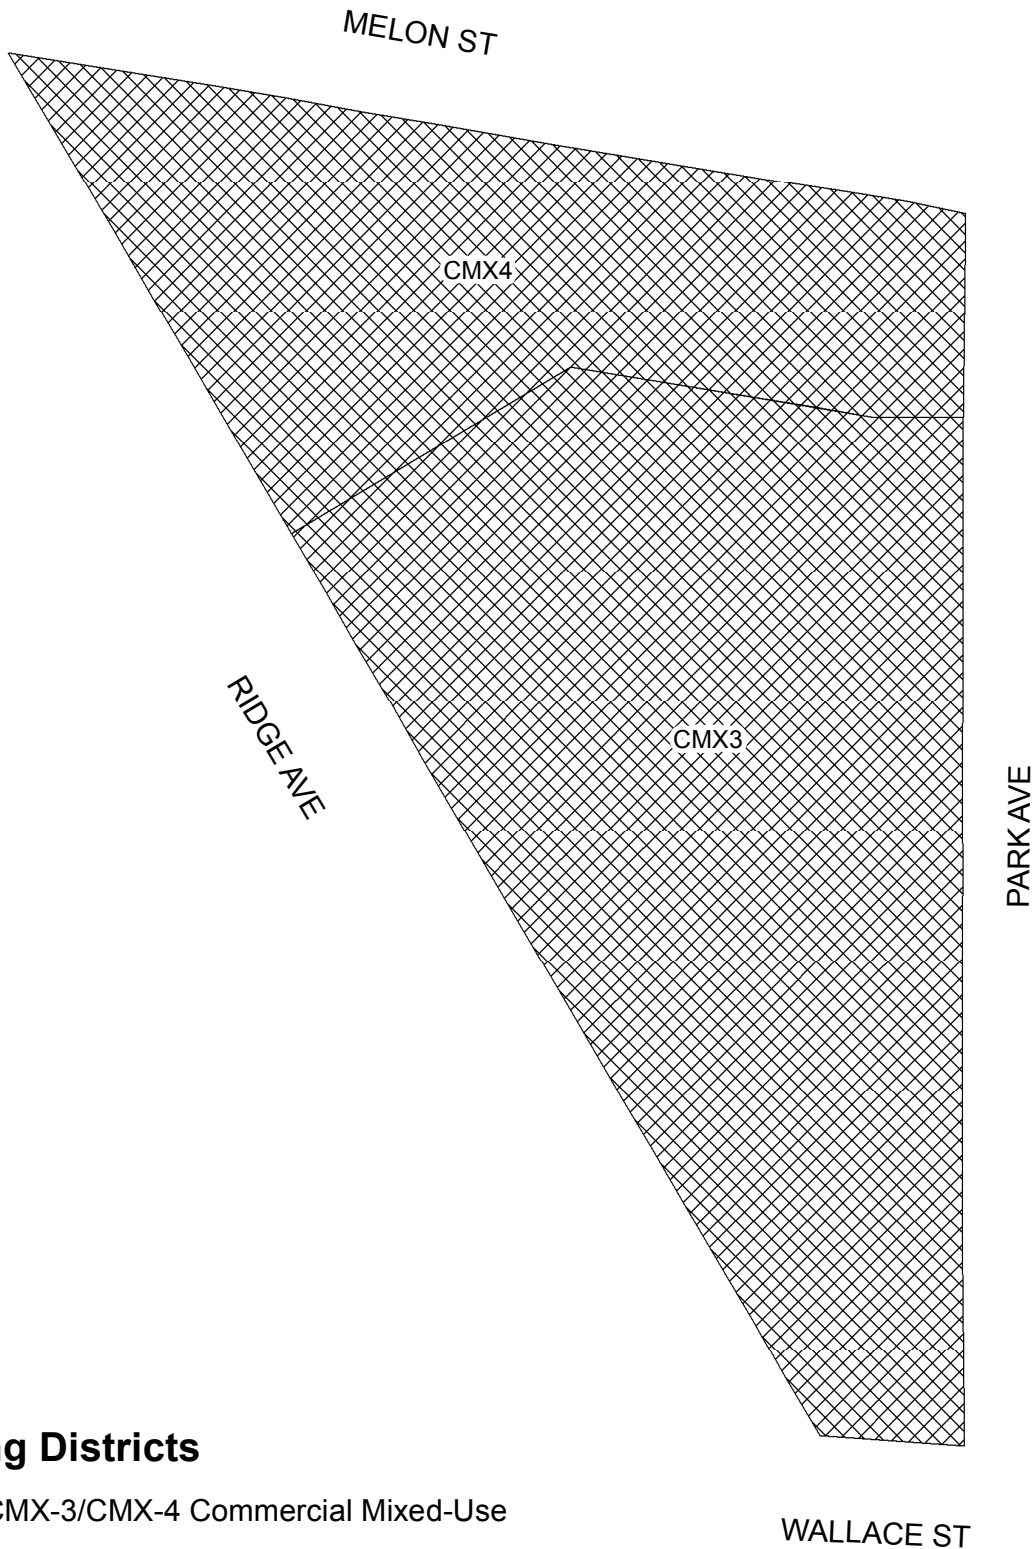 MELON ST
CMX4
RIDGE AVE
CMX3
PARK AVE
g Districts
CMX-3/CMX-4 Commercial Mixed-Use
WALLACE ST